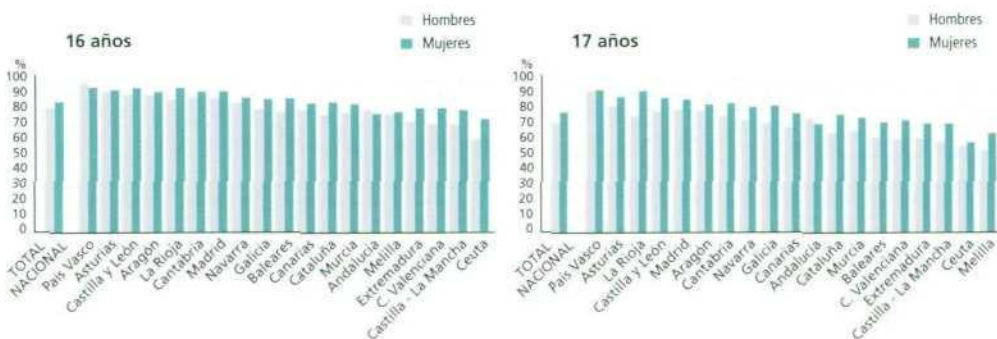 Hombres
Mujeres
16 años
%
100
90
80
70
60
50
40
30
20
10
0
TOTAL NACIONAL
Pais Vasco
Asturias
Castilla y León
Aragón
La Rioja
Cantabria
Madrid
Navarra
Galicia
Baleares
Canarias
Cataluña
Murcia
Andalucía
Melilla
Extremadura
C. Valenciana
Castilla - La Mancha
Ceuta
Hombres
Mujeres
17 años
%
100
90
80
70
60
50
40
30
20
10
0
TOTAL NACIONAL
Pais Vasco
Asturias
La Rioja
Castilla y León
Madrid
Aragón
Cantabria
Navarra
Galicia
Canarias
Andalucía
Cataluña
Murcia
Baleares
C. Valenciana
Extremadura
Castilla - La Mancha
Ceuta
Melilla